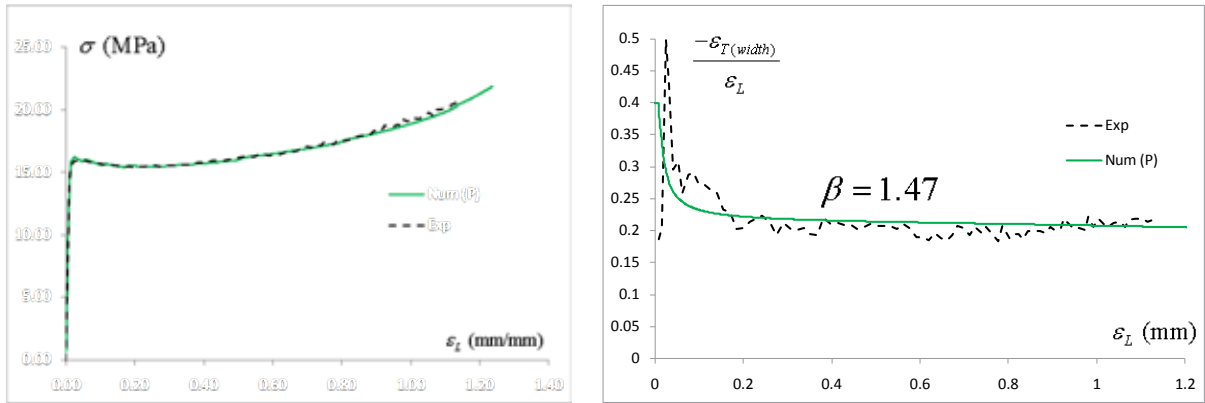 σ (MPa)
25.00
20.00
15.00
10.00
5.00
0.00
0.00 0.20 0.40 0.60 0.80 1.00 1.20 1.40
Num (P)
Exp
ε_L (mm/mm)
-ε_T(width)
ε_L
0.5
0.45
0.4
0.35
0.3
0.25
0.2
0.15
0.1
0.05
0
0 0.2 0.4 0.6 0.8 1 1.2
Exp
Num (P)
β = 1.47
ε_L (mm)